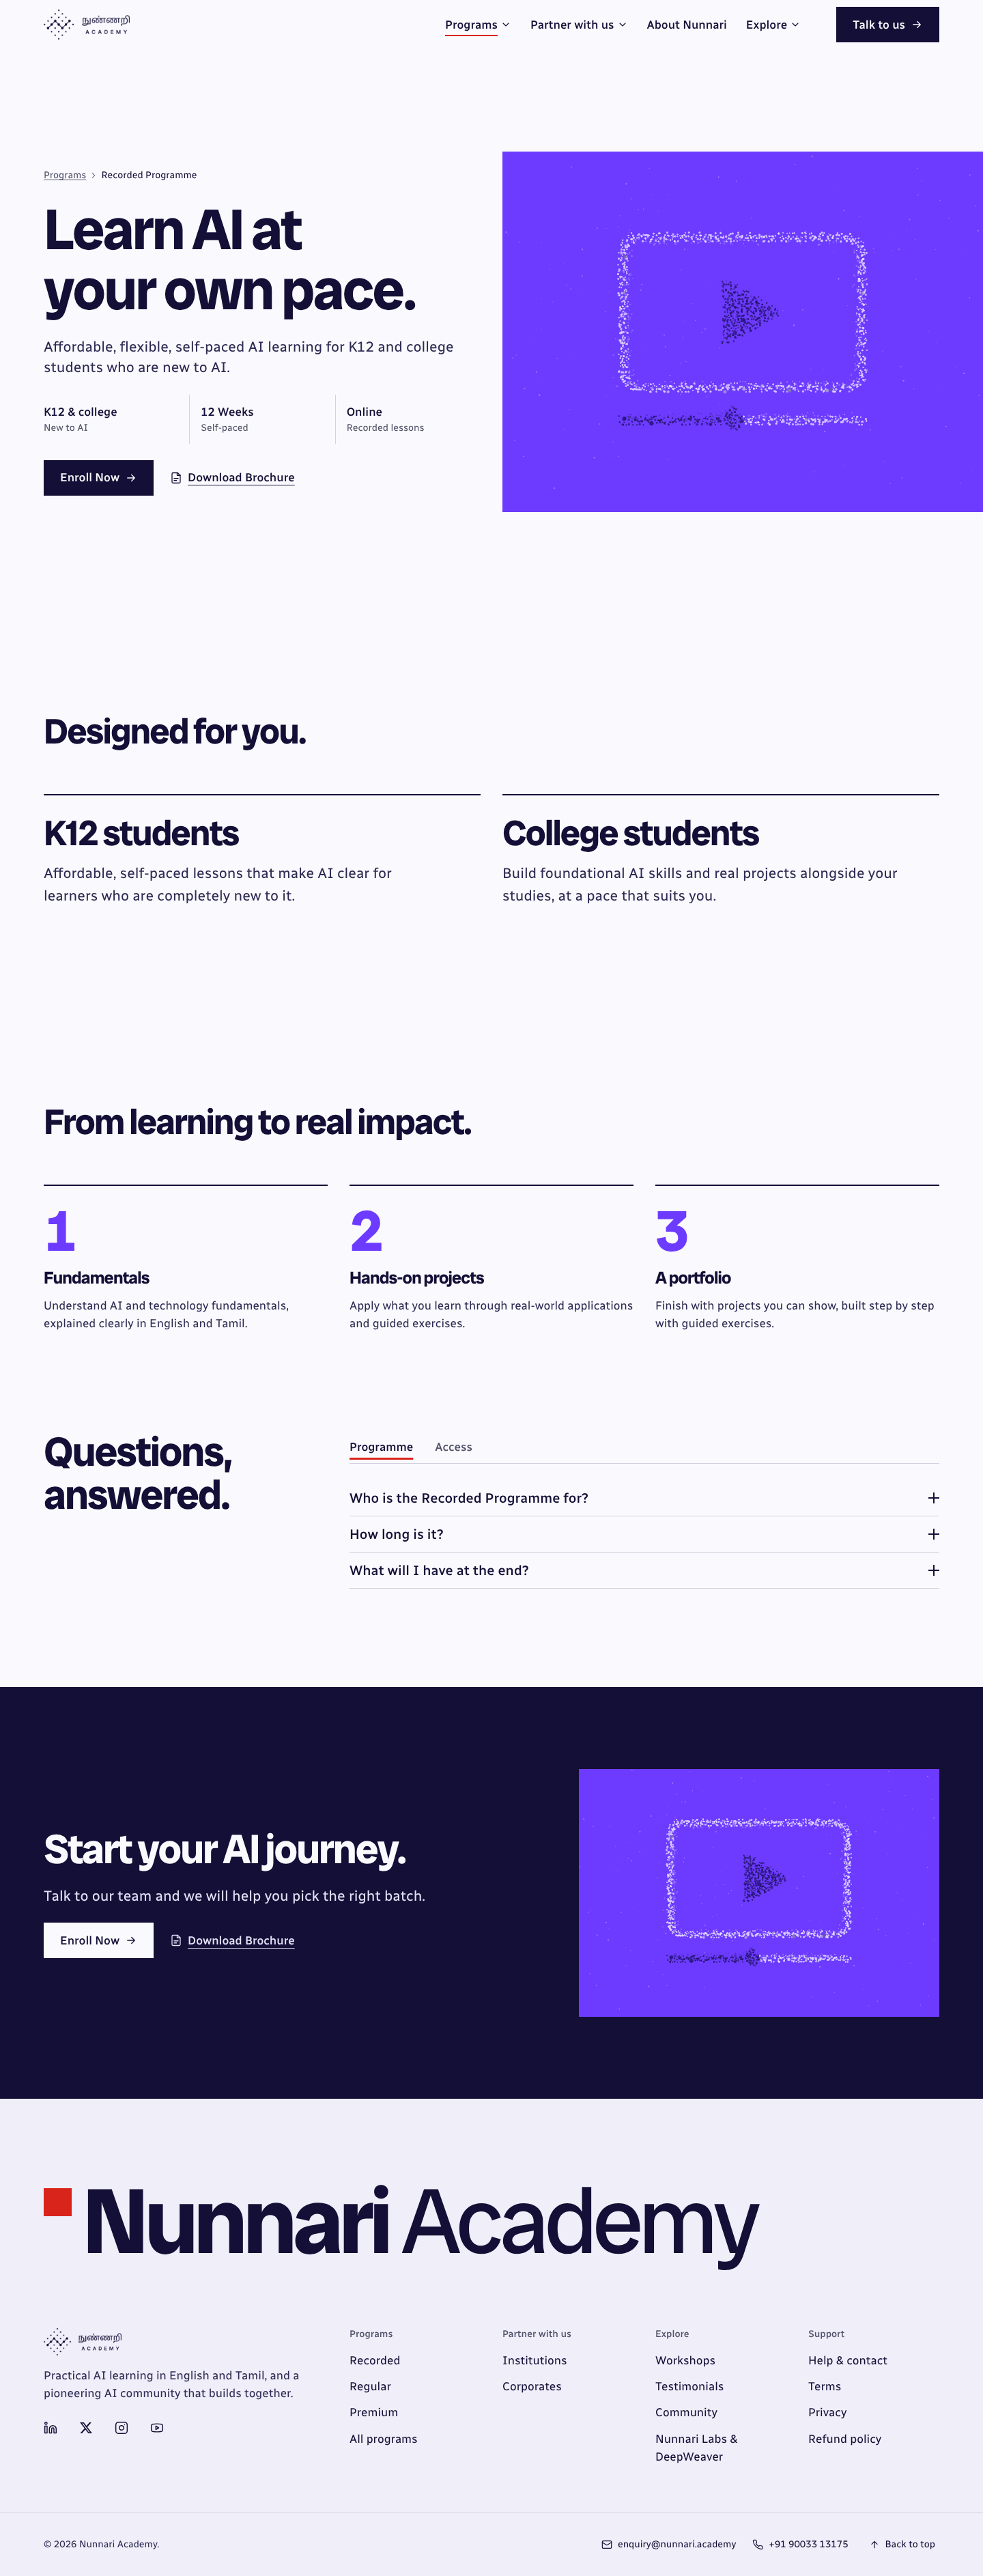 நுண்ணறி
ACADEMY
Programs
Partner with us
About Nunnari
Explore
Talk to us
Programs > Recorded Programme
Learn AI at
your own pace.
Affordable, flexible, self-paced AI learning for K12 and college
students who are new to AI.
K12 & college
New to AI
12 Weeks
Self-paced
Online
Recorded lessons
Enroll Now
Download Brochure
Designed for you.
K12 students
Affordable, self-paced lessons that make AI clear for
learners who are completely new to it.
College students
Build foundational AI skills and real projects alongside your
studies, at a pace that suits you.
From learning to real impact.
1
Fundamentals
Understand AI and technology fundamentals,
explained clearly in English and Tamil.
2
Hands-on projects
Apply what you learn through real-world applications
and guided exercises.
3
A portfolio
Finish with projects you can show, built step by step
with guided exercises.
Questions,
answered.
Programme
Access
Who is the Recorded Programme for?
How long is it?
What will I have at the end?
Start your AI journey.
Talk to our team and we will help you pick the right batch.
Enroll Now
Download Brochure
Nunnari Academy
நுண்ணறி
ACADEMY
Practical AI learning in English and Tamil, and a
pioneering AI community that builds together.
Programs
Recorded
Regular
Premium
All programs
Partner with us
Institutions
Corporates
Explore
Workshops
Testimonials
Community
Nunnari Labs &
DeepWeaver
Support
Help & contact
Terms
Privacy
Refund policy
© 2026 Nunnari Academy.
enquiry@nunnari.academy
+91 90033 13175
Back to top